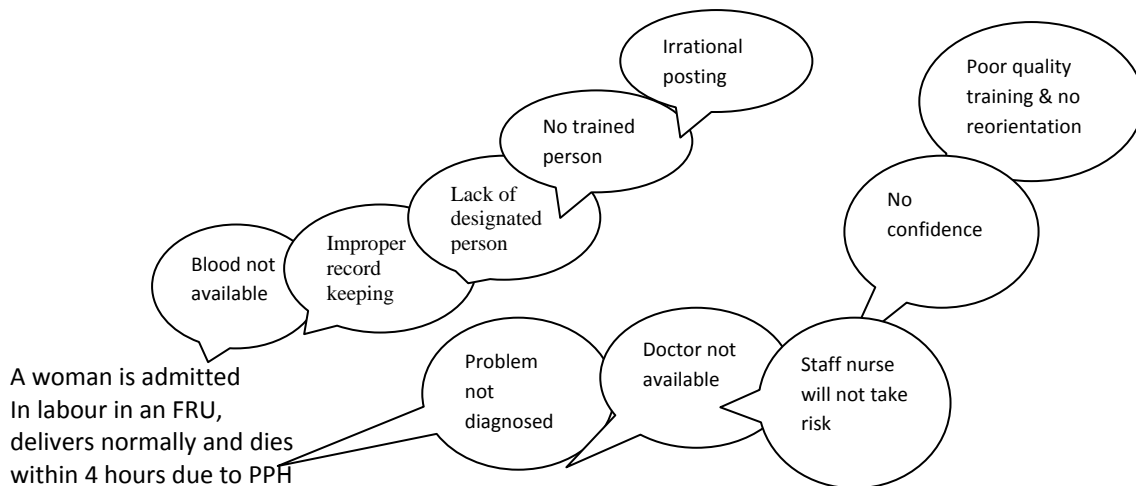 Irrational
posting
Poor quality
training & no
reorientation
No trained
person
Lack of
designated
person
No
confidence
Improper
record
keeping
Blood not
available
Problem
not
diagnosed
Doctor not
available
Staff nurse
will not take
risk
A woman is admitted
In labour in an FRU,
delivers normally and dies
within 4 hours due to PPH